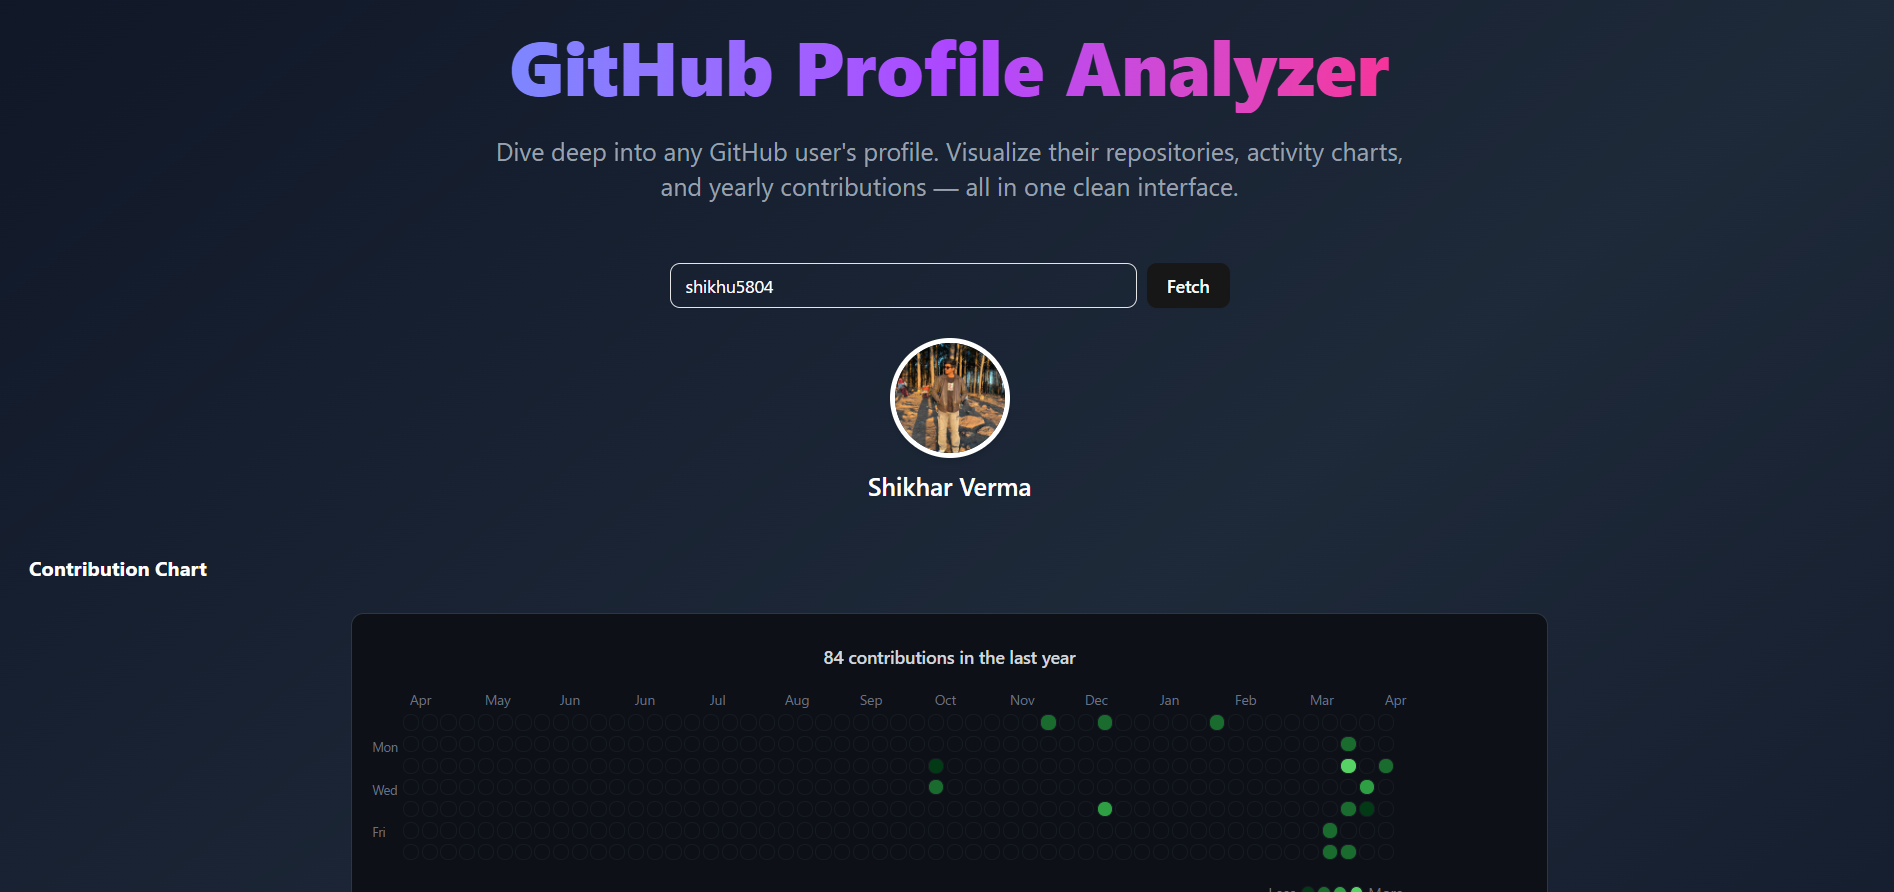 GitHub Profile Analyzer
Dive deep into any GitHub user's profile. Visualize their repositories, activity charts,
and yearly contributions — all in one clean interface.
shikhu5804 Fetch
Shikhar Verma
Contribution Chart
84 contributions in the last year
Apr May Jun Jun Jul Aug Sep Oct Nov Dec Jan Feb Mar Apr
Mon
Wed
Fri
Less More